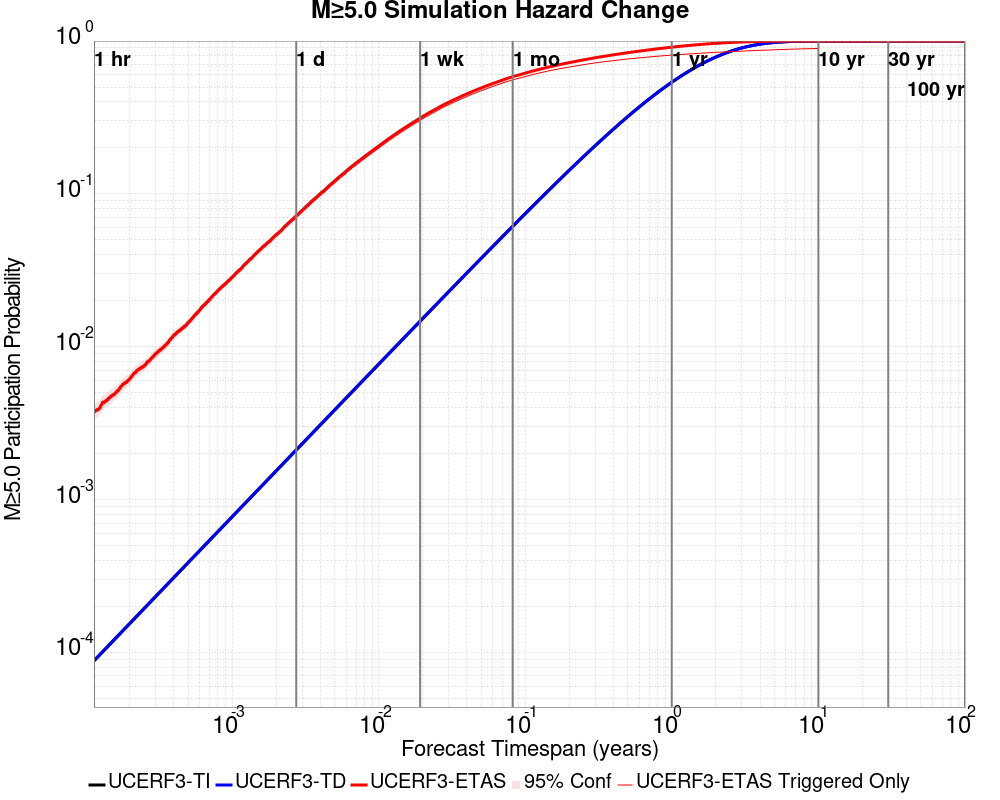 M≥5.0 Simulation Hazard Change
10^0
10^-1
10^-2
10^-3
10^-4
M≥5.0 Participation Probability
1 hr
1 d
1 wk
1 mo
1 yr
10 yr
30 yr
100 yr
10^-3
10^-2
10^-1
10^0
10^1
10^2
Forecast Timespan (years)
UCERF3-TI UCERF3-TD UCERF3-ETAS 95% Conf UCERF3-ETAS Triggered Only